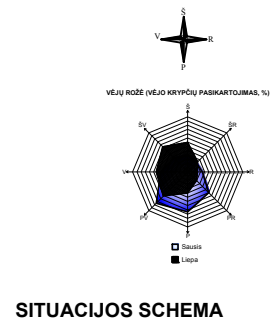 Š
V R
P
VĖJŲ ROŽĖ (VĖJO KRYPČIŲ PASIKARTOJIMAS, %)
Š
ŠV ŠR
V R
PV PR
P
Sausis
Liepa
SITUACIJOS SCHEMA